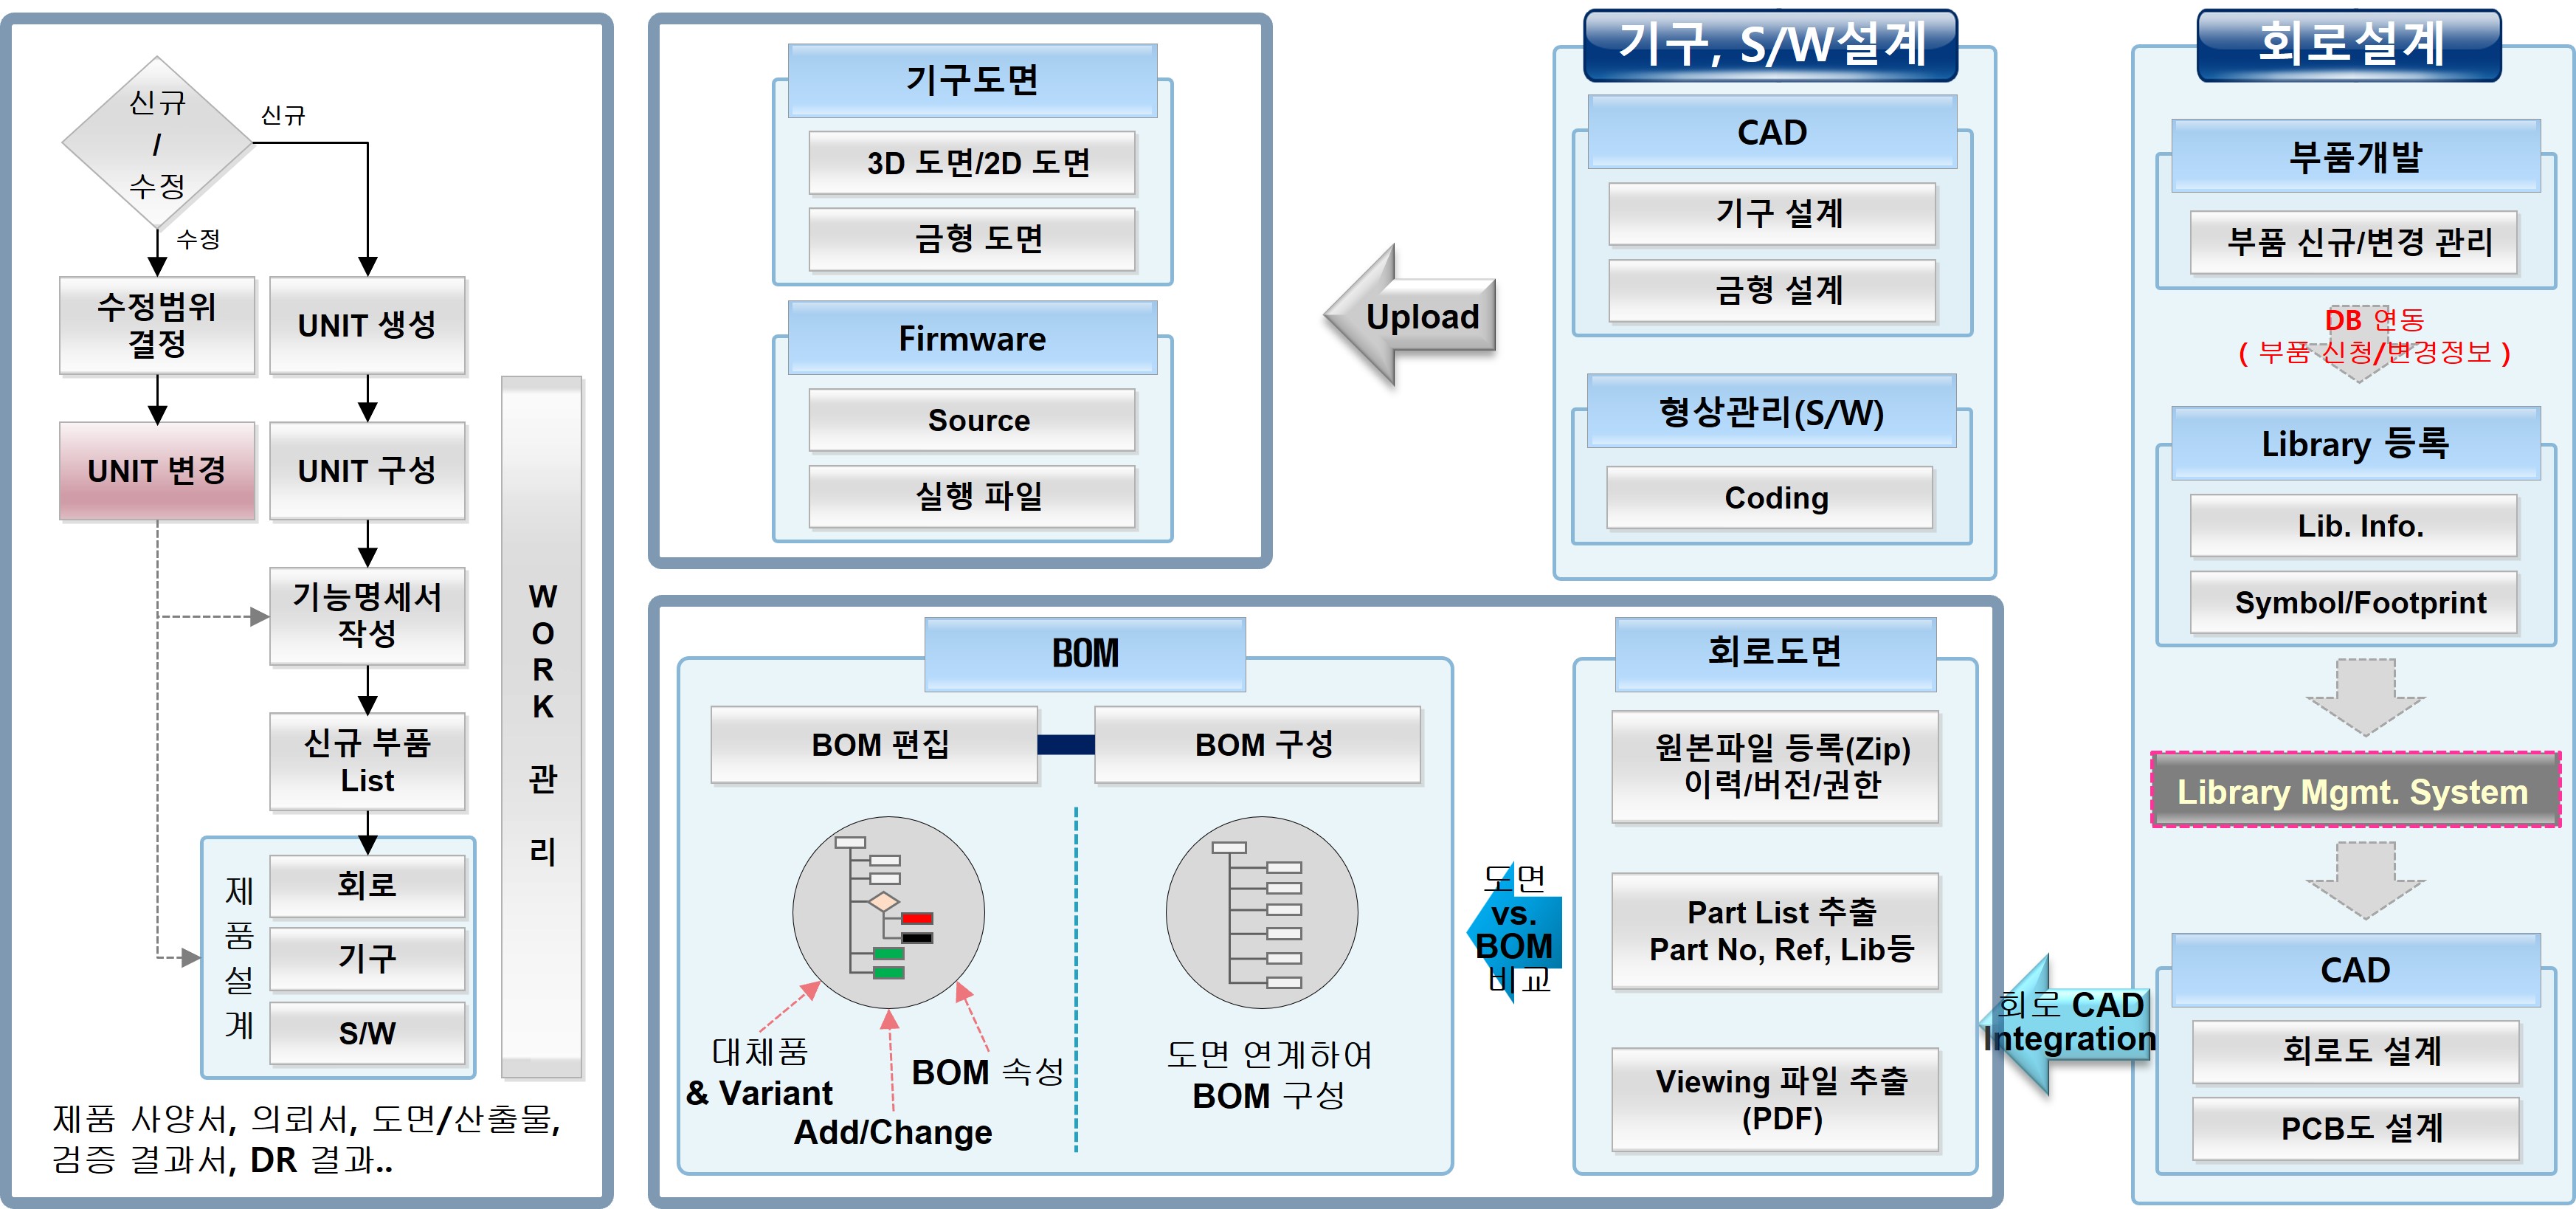 신규
/
수정
신규
수정
수정범위
결정
UNIT 생성
UNIT 변경
UNIT 구성
기능명세서
작성
신규 부품
List
제
품
설
계
회로
기구
S/W
W
O
R
K
관
리
제품 사양서, 의뢰서, 도면/산출물,
검증 결과서, DR 결과..
기구도면
3D 도면/2D 도면
금형 도면
Firmware
Source
실행 파일
Upload
기구, S/W설계
CAD
기구 설계
금형 설계
형상관리(S/W)
Coding
BOM
BOM 편집
BOM 구성
대체품
& Variant
Add/Change
BOM 속성
도면 연계하여
BOM 구성
도면
vs.
BOM
비교
회로도면
원본파일 등록(Zip)
이력/버전/권한
Part List 추출
Part No, Ref, Lib등
Viewing 파일 추출
(PDF)
회로 CAD
Integration
회로설계
부품개발
부품 신규/변경 관리
DB 연동
( 부품 신청/변경정보 )
Library 등록
Lib. Info.
Symbol/Footprint
Library Mgmt. System
CAD
회로도 설계
PCB도 설계